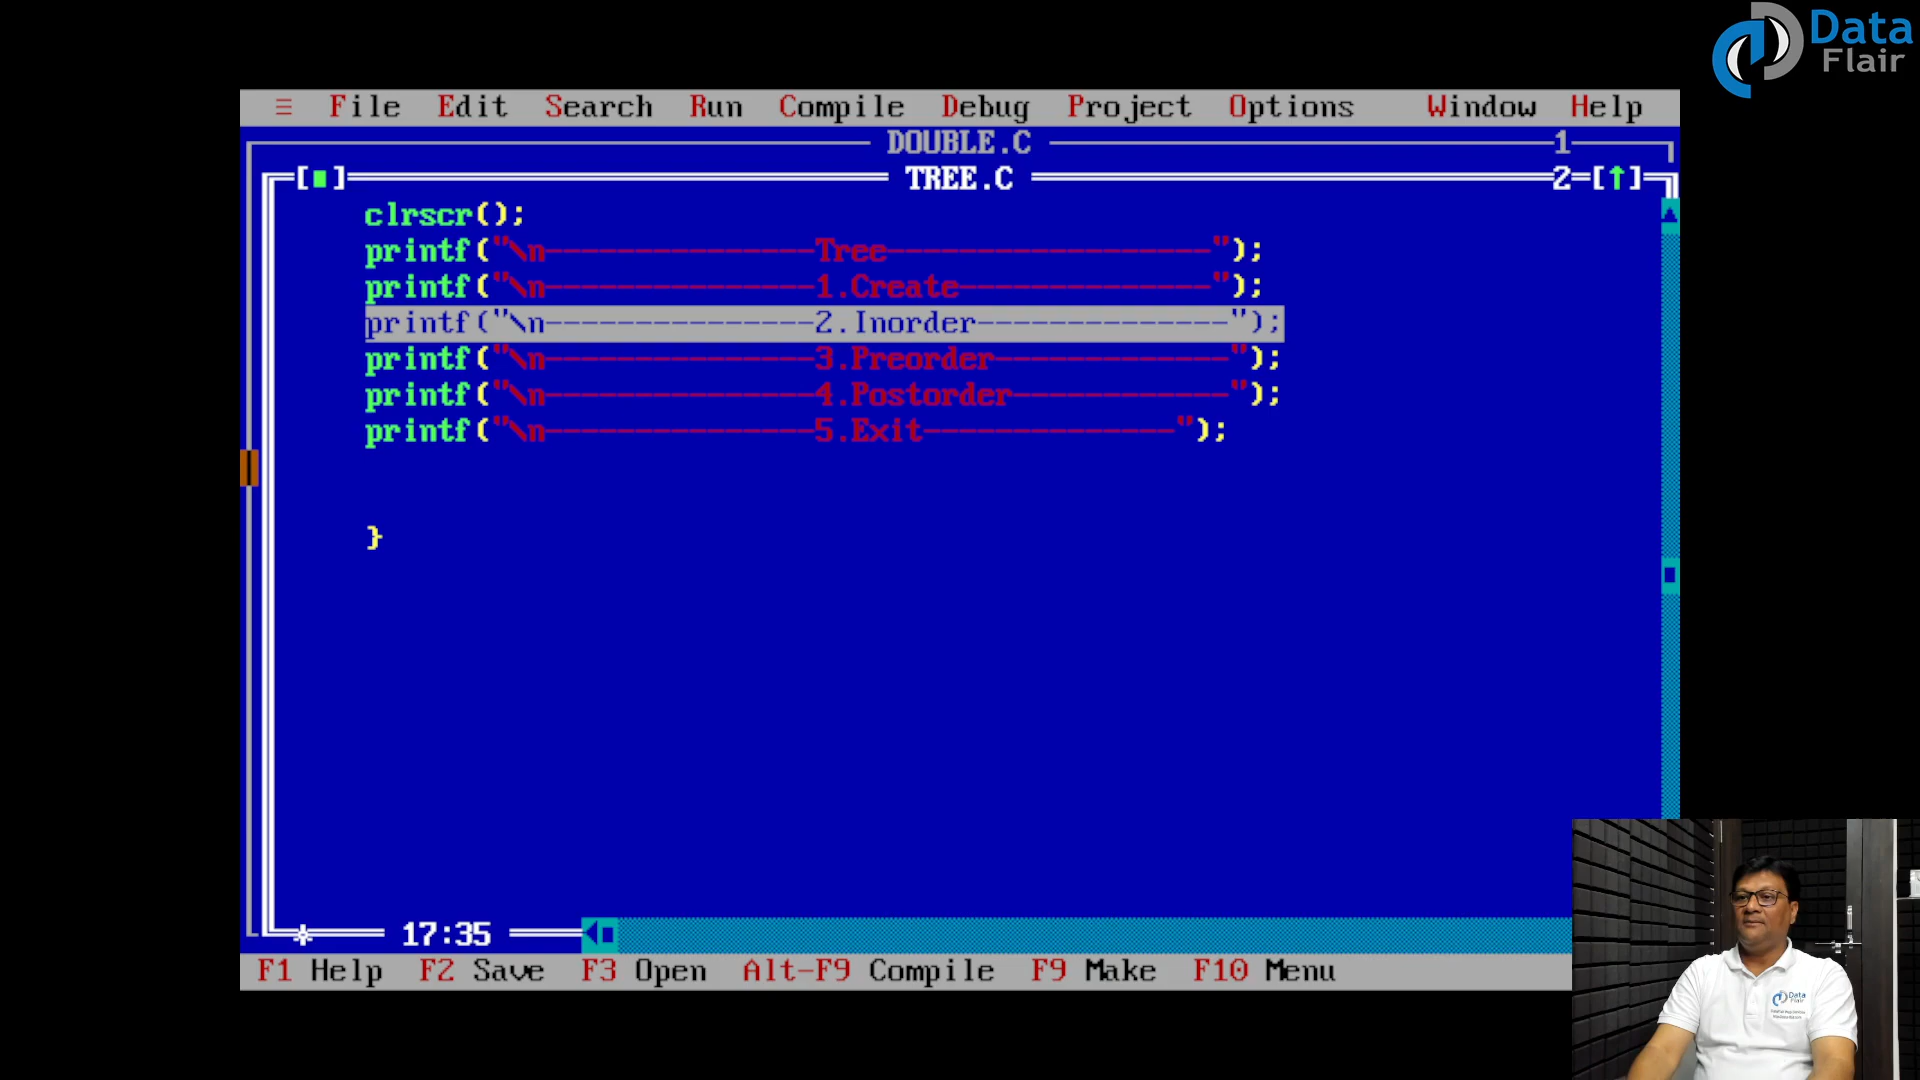 Data
Flair
≡ File Edit Search Run Compile Debug Project Options Window Help
DOUBLE.C 1
[■] TREE.C 2=[↑]
clrscr();
printf("\n---------------Tree------------------");
printf("\n---------------1.Create--------------");
printf("\n---------------2.Inorder--------------");
printf("\n---------------3.Preorder-------------");
printf("\n---------------4.Postorder------------");
printf("\n---------------5.Exit--------------");
}
17:35
F1 Help F2 Save F3 Open Alt-F9 Compile F9 Make F10 Menu
Data
Flair